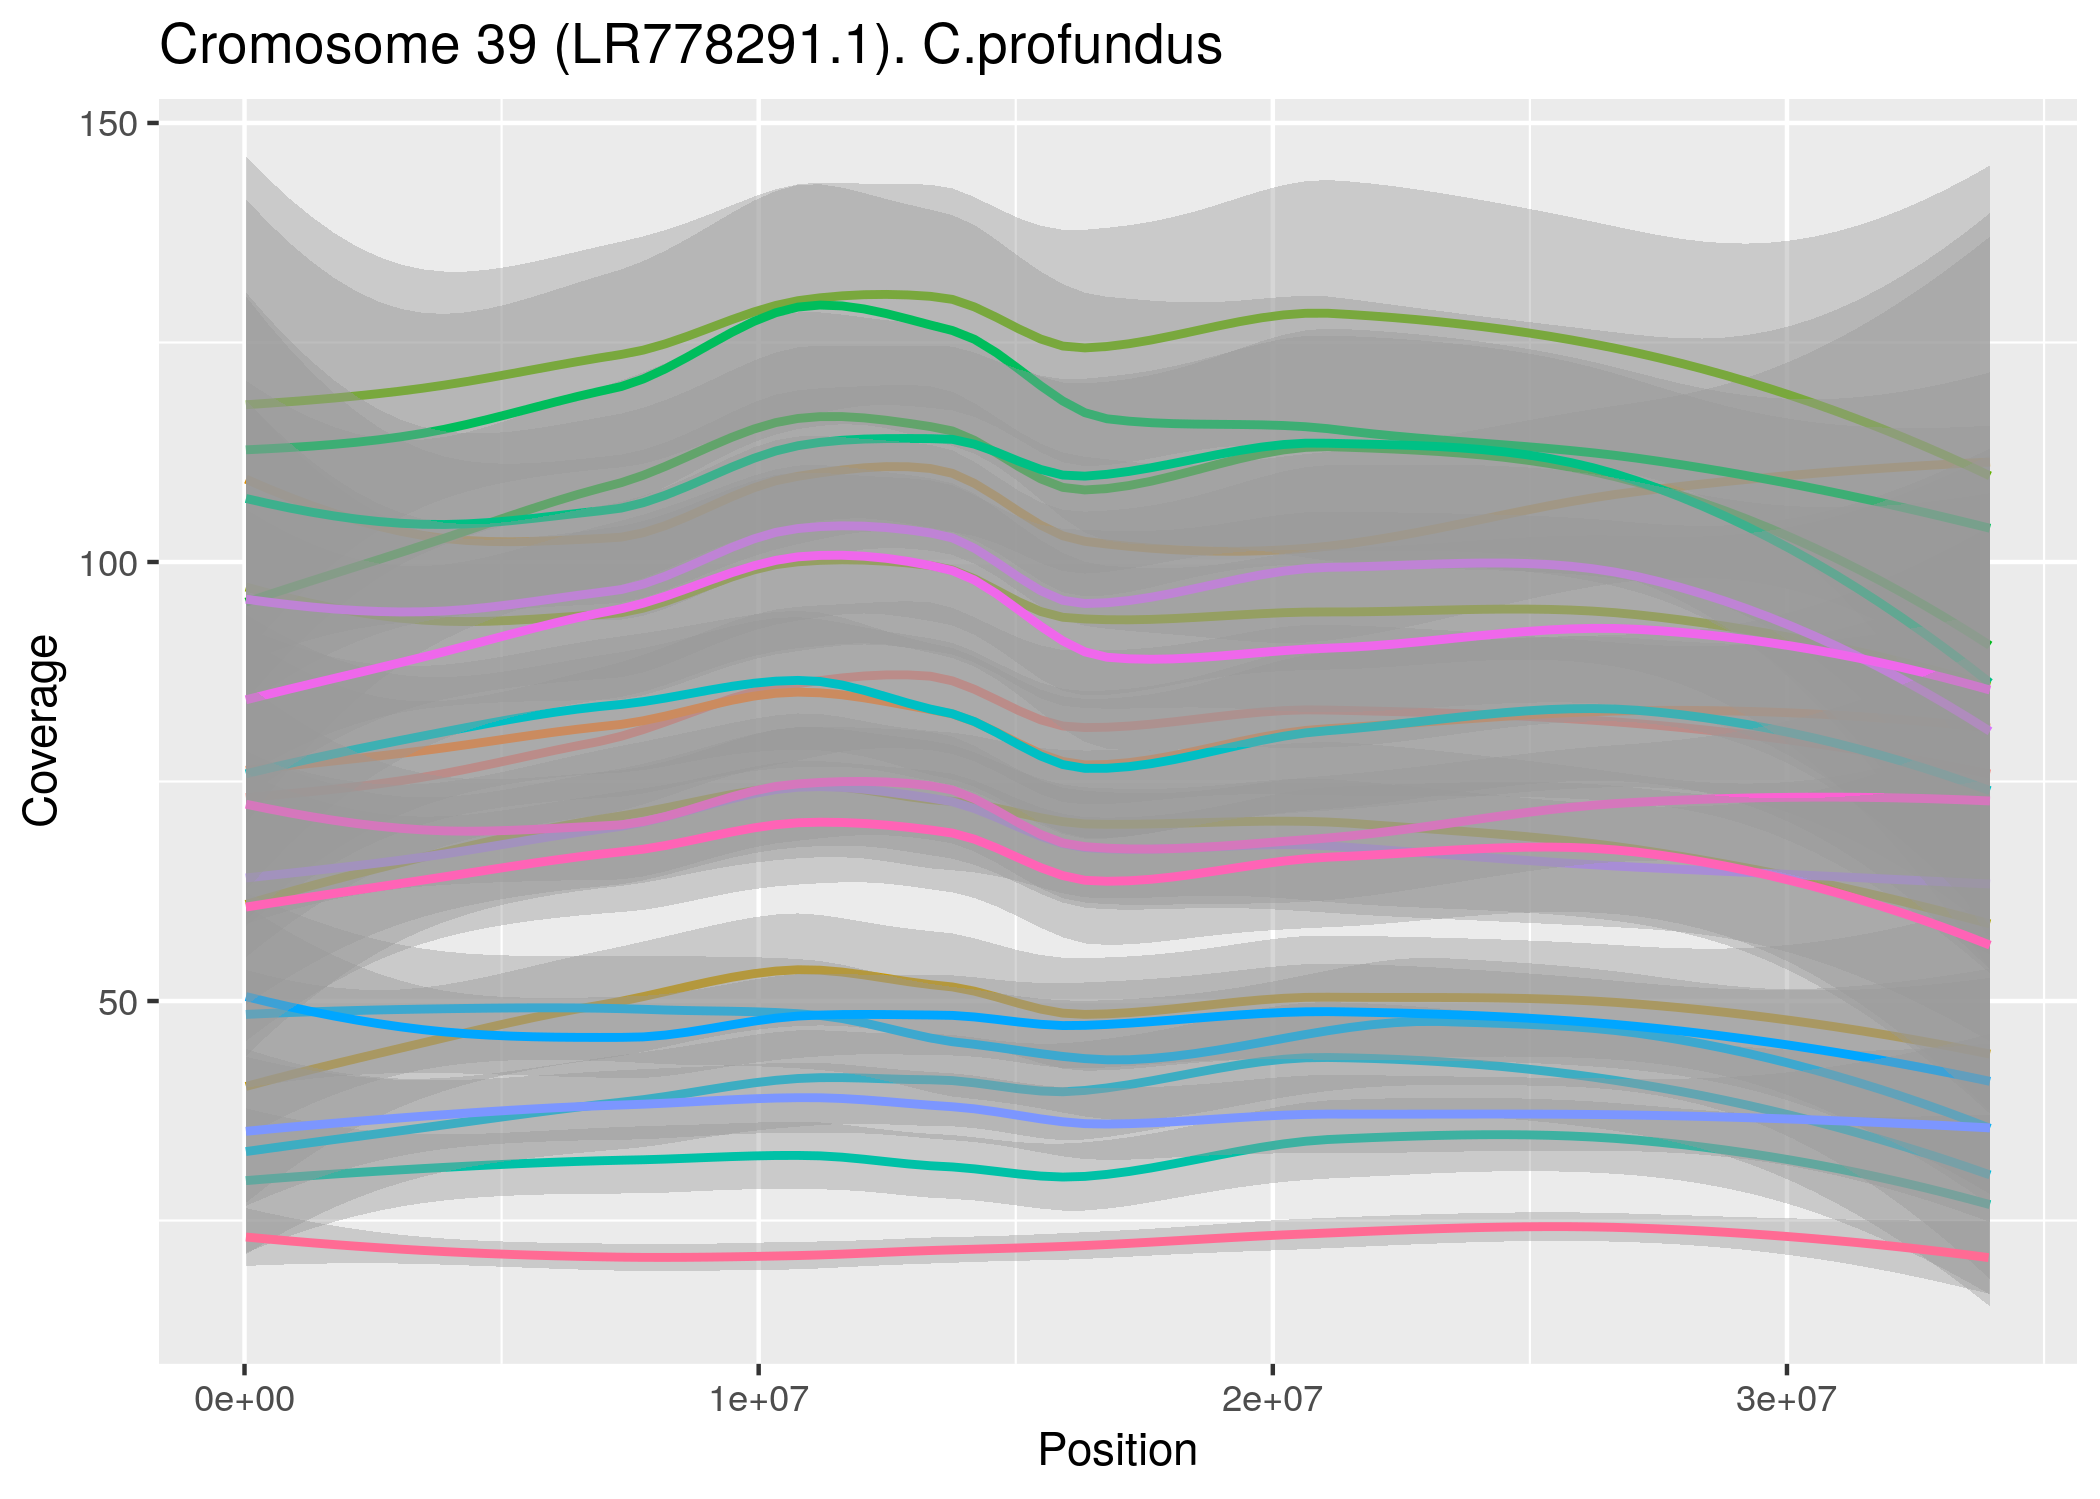 Cromosome 39 (LR778291.1). C.profundus
150
100
50
Coverage
0e+00 1e+07 2e+07 3e+07
Position